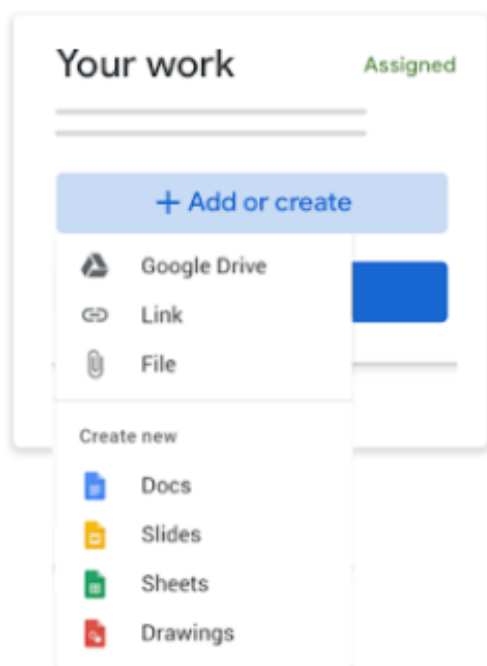 Your work
Assigned
+ Add or create
Google Drive
Link
File
Create new
Docs
Slides
Sheets
Drawings